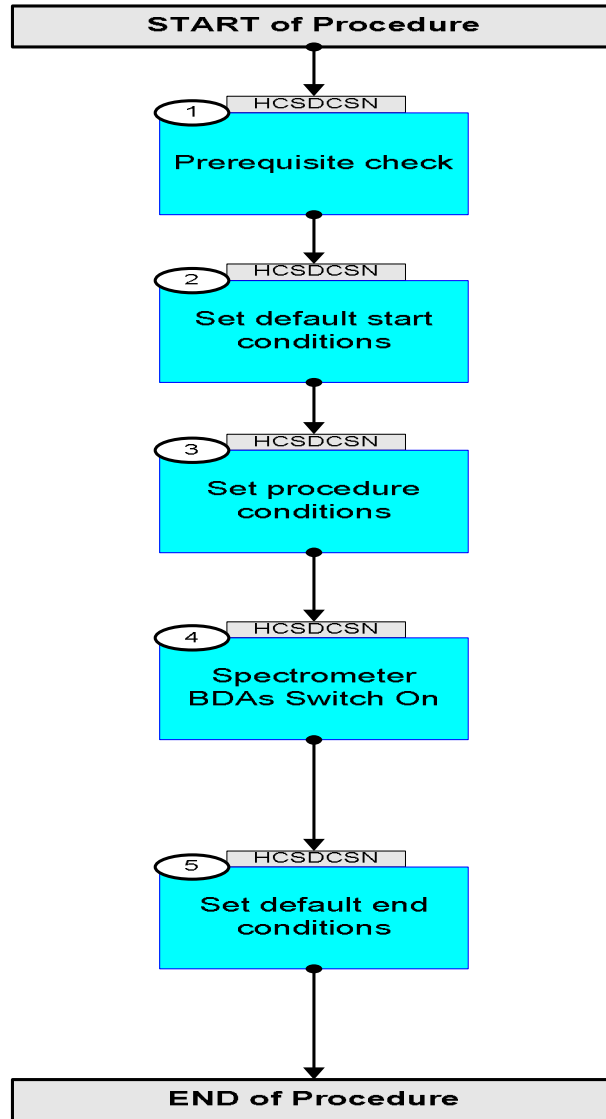 START of Procedure
HCSDCSN
1
Prerequisite check
HCSDCSN
2
Set default start
conditions
HCSDCSN
3
Set procedure
conditions
HCSDCSN
4
Spectrometer
BDAs Switch On
HCSDCSN
5
Set default end
conditions
END of Procedure